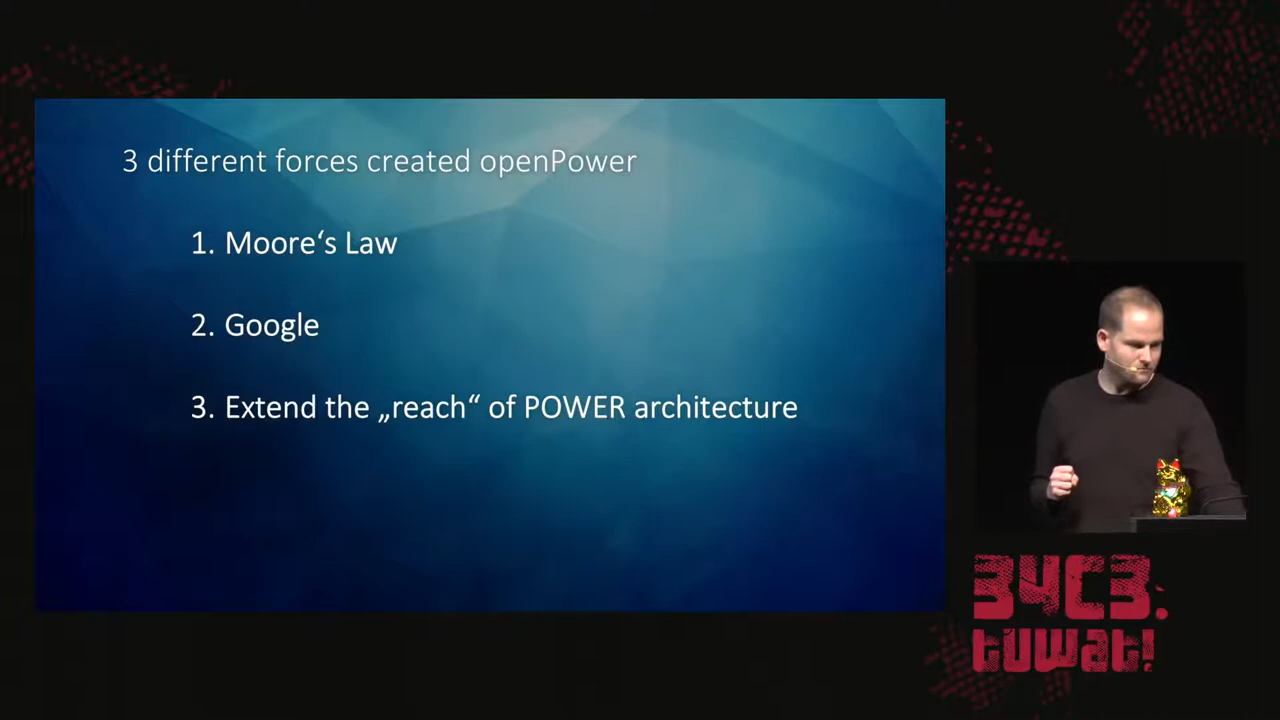 3 different forces created openPower
1. Moore‘s Law
2. Google
3. Extend the „reach“ of POWER architecture
34C3.
tuwat!